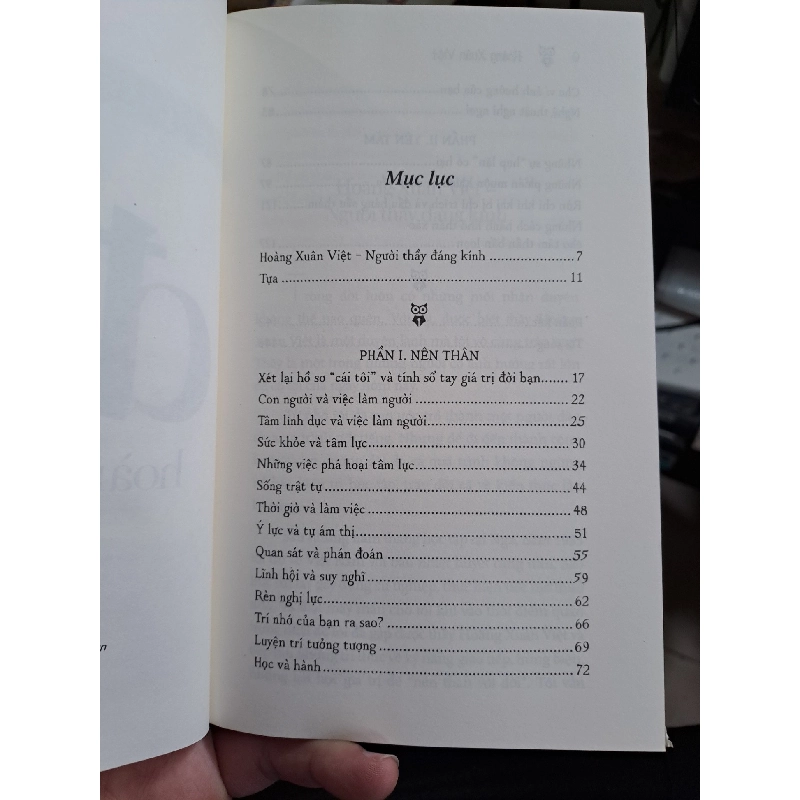 Mục lục
Hoàng Xuân Việt – Người thầy đáng kính ........ 7
Tựa ........ 11
PHẦN I. NÊN THÂN
Xét lại hồ sơ “cái tôi” và tính sổ tay giá trị đời bạn........ 17
Con người và việc làm người ........ 22
Tâm linh dục và việc làm người........ 25
Sức khỏe và tâm lực........ 30
Những việc phá hoại tâm lực........ 34
Sống trật tự ........ 44
Thời giờ và làm việc ........ 48
Ý lực và tự ám thị........ 51
Quan sát và phán đoán ........ 55
Lĩnh hội và suy nghĩ........ 59
Rèn nghị lực........ 62
Trí nhớ của bạn ra sao? ........ 66
Luyện trí tưởng tượng ........ 69
Học và hành........ 72
hoàn